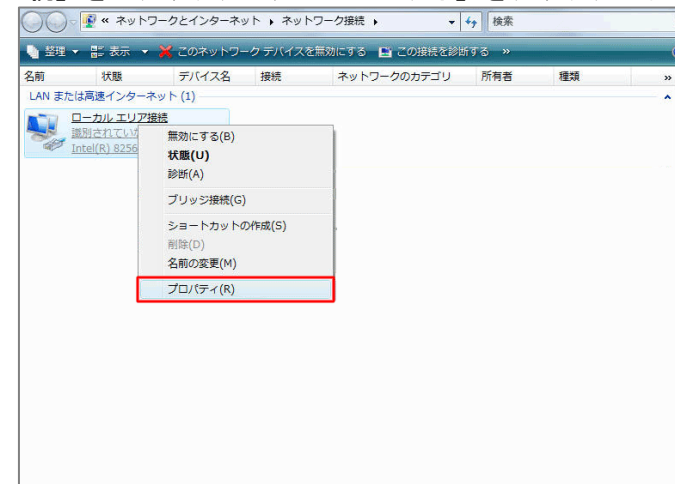 « ネットワークとインターネット ▸ ネットワーク接続 ▸ 検索
整理 表示 このネットワーク デバイスを無効にする この接続を診断する »
名前 状態 デバイス名 接続 ネットワークのカテゴリ 所有者 種類 »
LAN または高速インターネット (1)
ローカル エリア接続
識別されてい
Intel(R) 8256
無効にする(B)
状態(U)
診断(A)
ブリッジ接続(G)
ショートカットの作成(S)
削除(D)
名前の変更(M)
プロパティ(R)